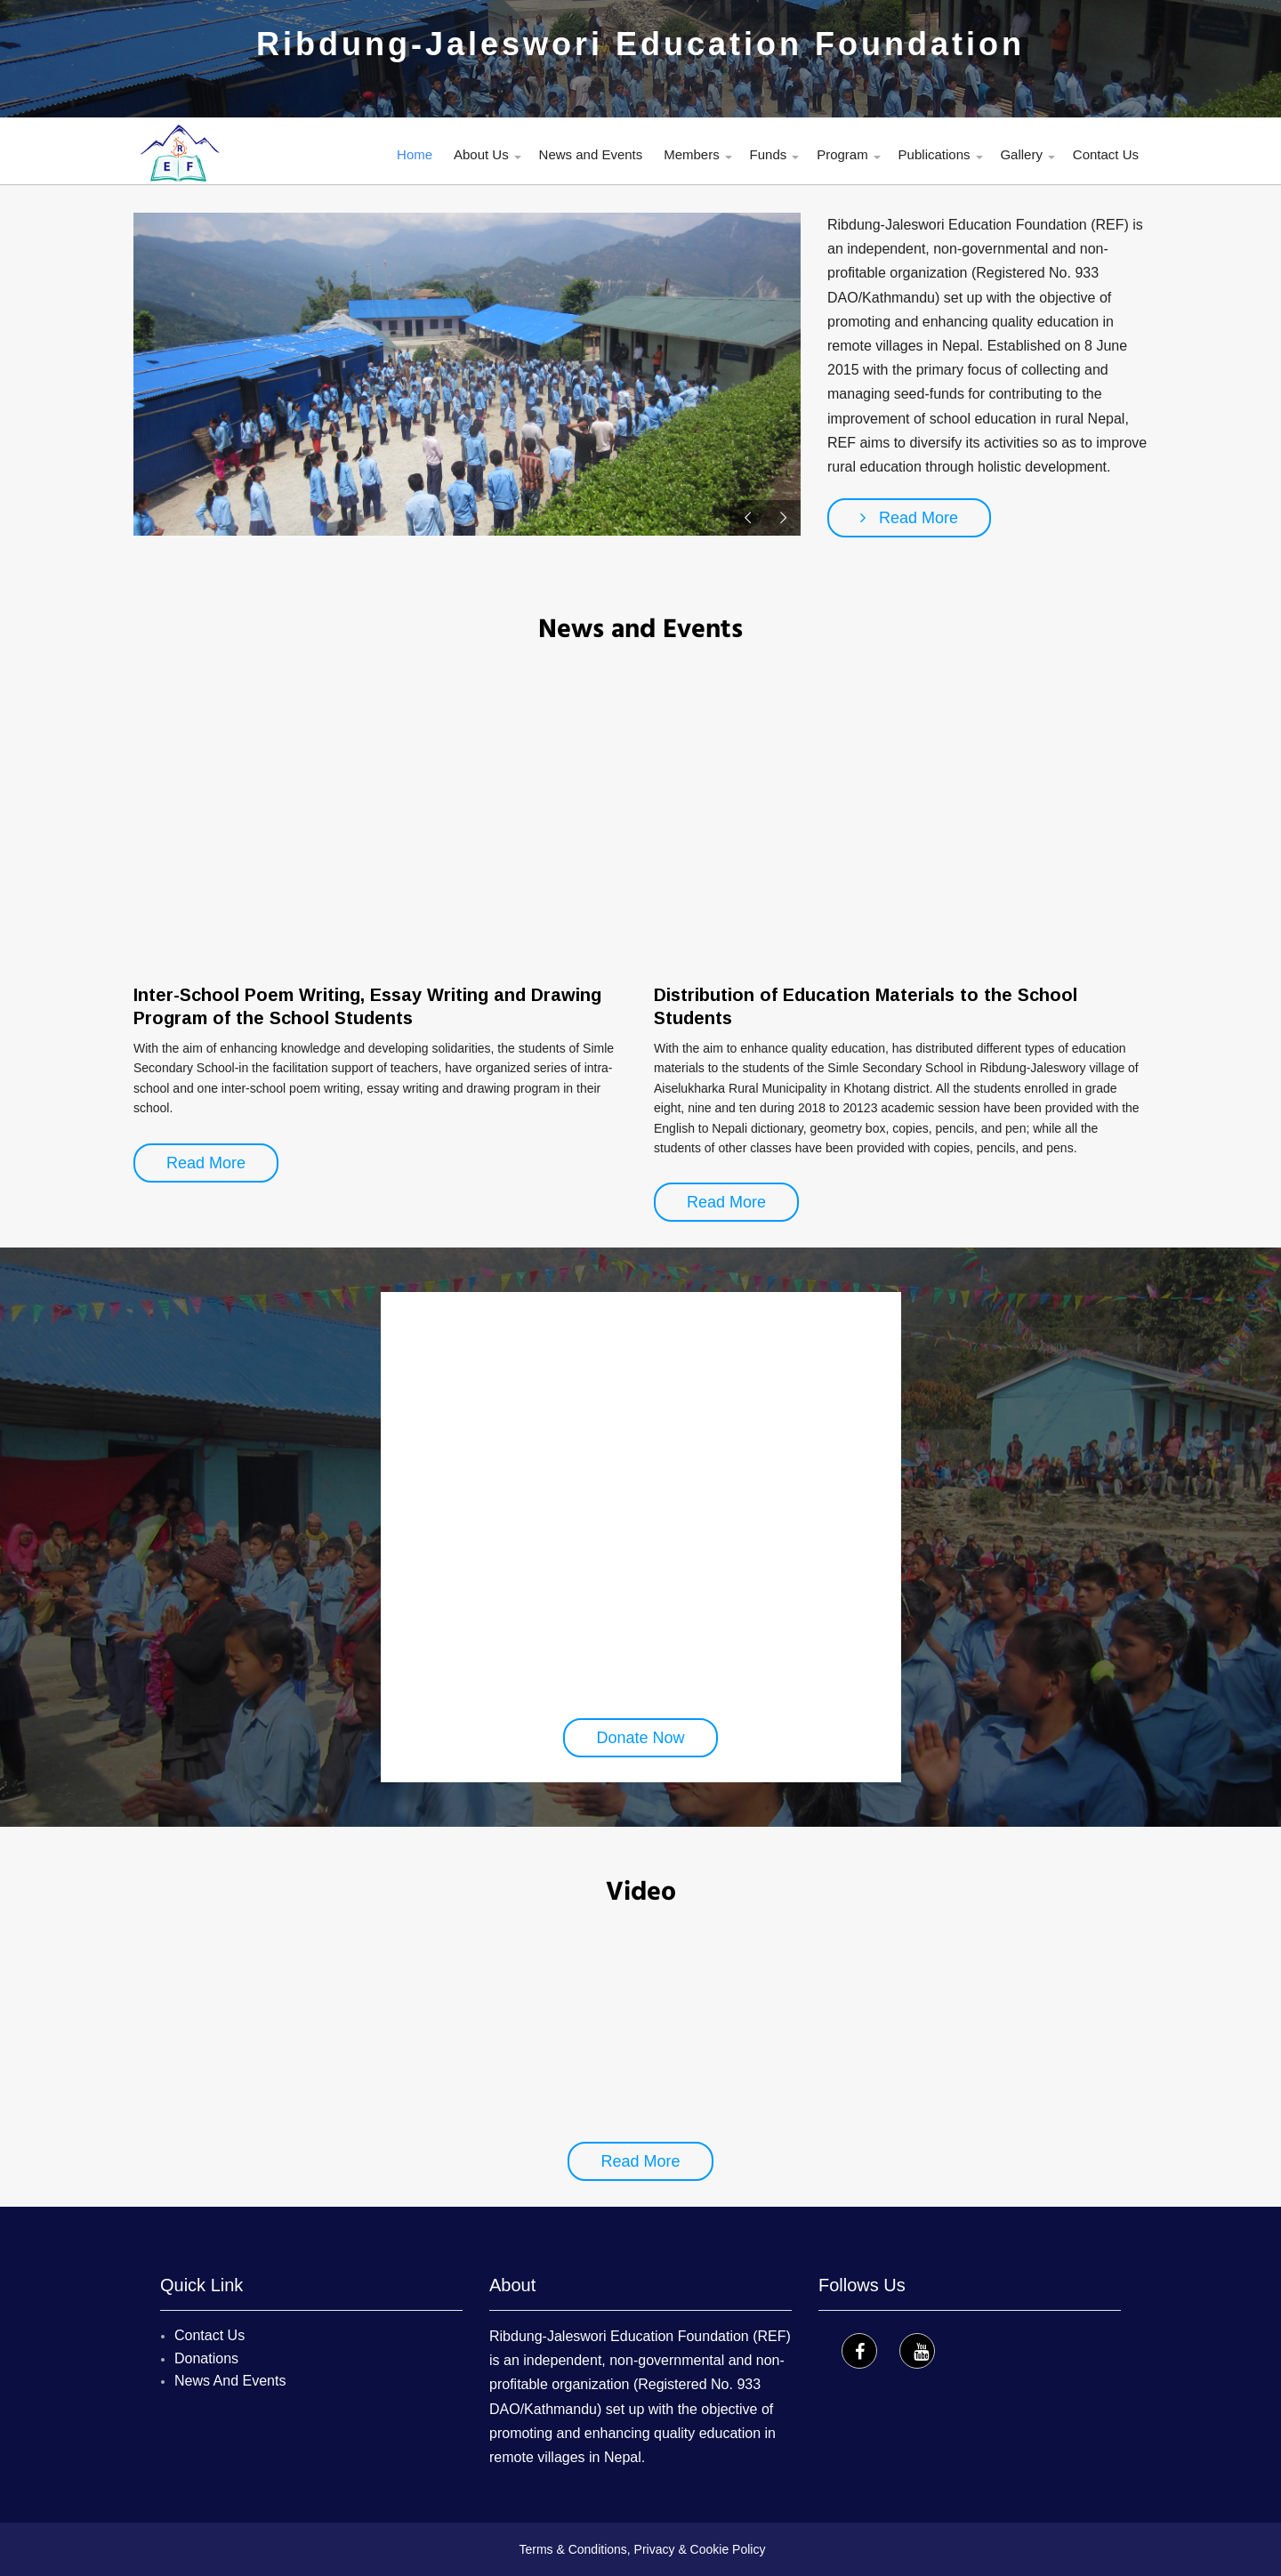 Ribdung-Jaleswori Education Foundation
R
E F
Home About Us News and Events Members Funds Program Publications Gallery Contact Us
Ribdung-Jaleswori Education Foundation (REF) is
an independent, non-governmental and non-
profitable organization (Registered No. 933
DAO/Kathmandu) set up with the objective of
promoting and enhancing quality education in
remote villages in Nepal. Established on 8 June
2015 with the primary focus of collecting and
managing seed-funds for contributing to the
improvement of school education in rural Nepal,
REF aims to diversify its activities so as to improve
rural education through holistic development.
Read More
News and Events
Inter-School Poem Writing, Essay Writing and Drawing
Program of the School Students
With the aim of enhancing knowledge and developing solidarities, the students of Simle
Secondary School-in the facilitation support of teachers, have organized series of intra-
school and one inter-school poem writing, essay writing and drawing program in their
school.
Read More
Distribution of Education Materials to the School
Students
With the aim to enhance quality education, has distributed different types of education
materials to the students of the Simle Secondary School in Ribdung-Jaleswory village of
Aiselukharka Rural Municipality in Khotang district. All the students enrolled in grade
eight, nine and ten during 2018 to 20123 academic session have been provided with the
English to Nepali dictionary, geometry box, copies, pencils, and pen; while all the
students of other classes have been provided with copies, pencils, and pens.
Read More
Donate Now
Video
Read More
Quick Link
Contact Us
Donations
News And Events
About
Ribdung-Jaleswori Education Foundation (REF)
is an independent, non-governmental and non-
profitable organization (Registered No. 933
DAO/Kathmandu) set up with the objective of
promoting and enhancing quality education in
remote villages in Nepal.
Follows Us
You
Tube
Terms & Conditions, Privacy & Cookie Policy